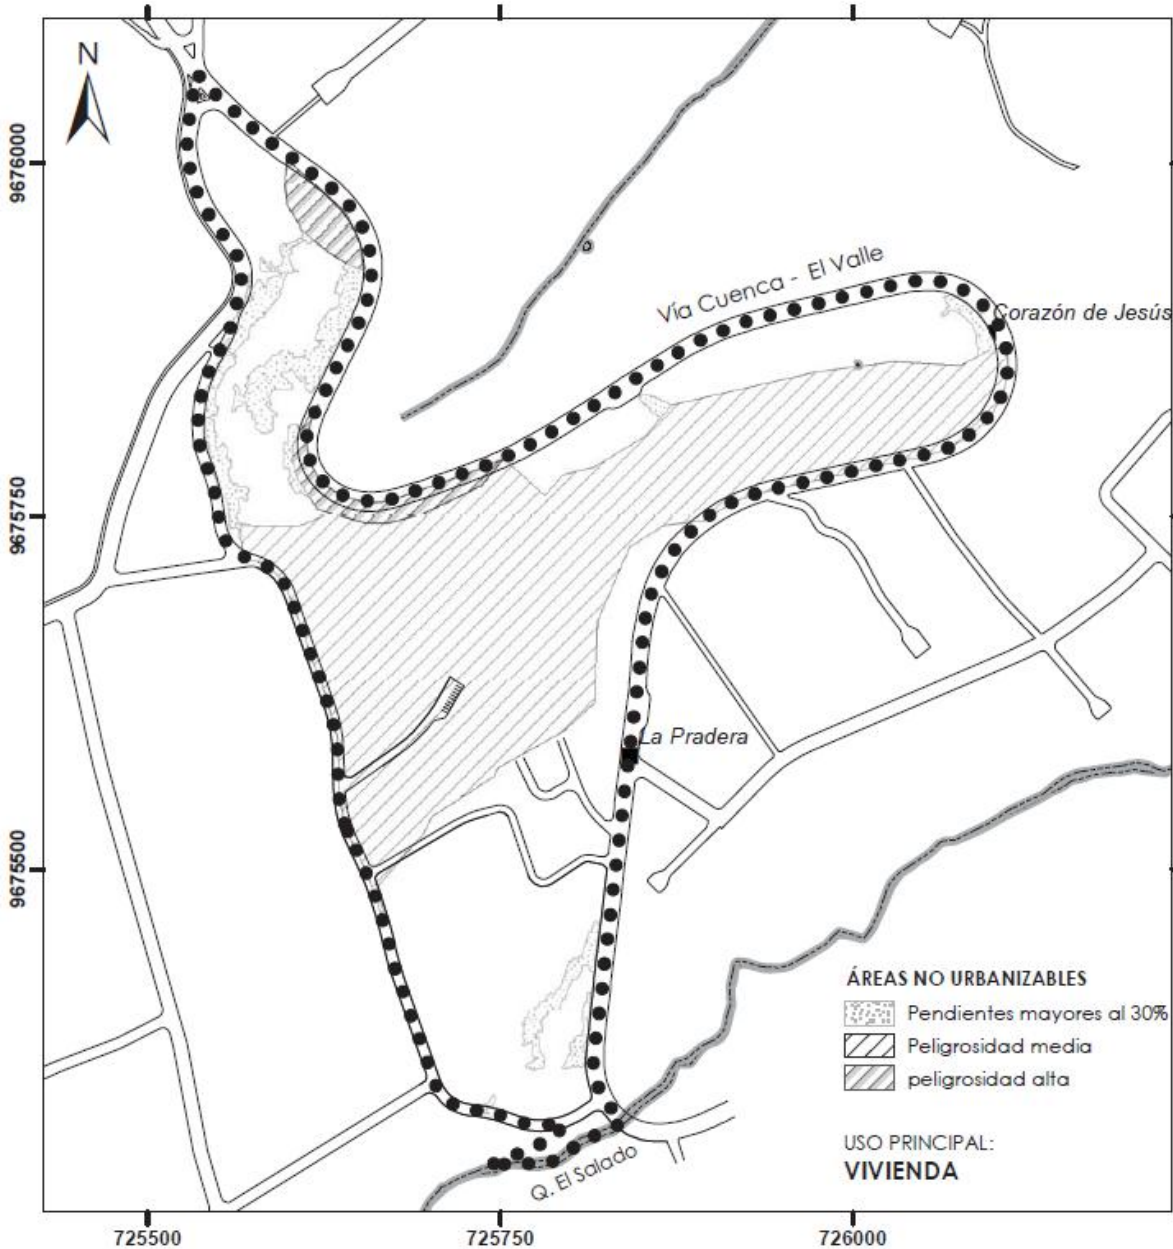 N
9676000
Vía Cuenca - El Valle
Corazón de Jesús
9675750
La Pradera
9675500
ÁREAS NO URBANIZABLES
Pendientes mayores al 30%
Peligrosidad media
peligrosidad alta
USO PRINCIPAL:
VIVIENDA
Q. El Salado
725500
725750
726000